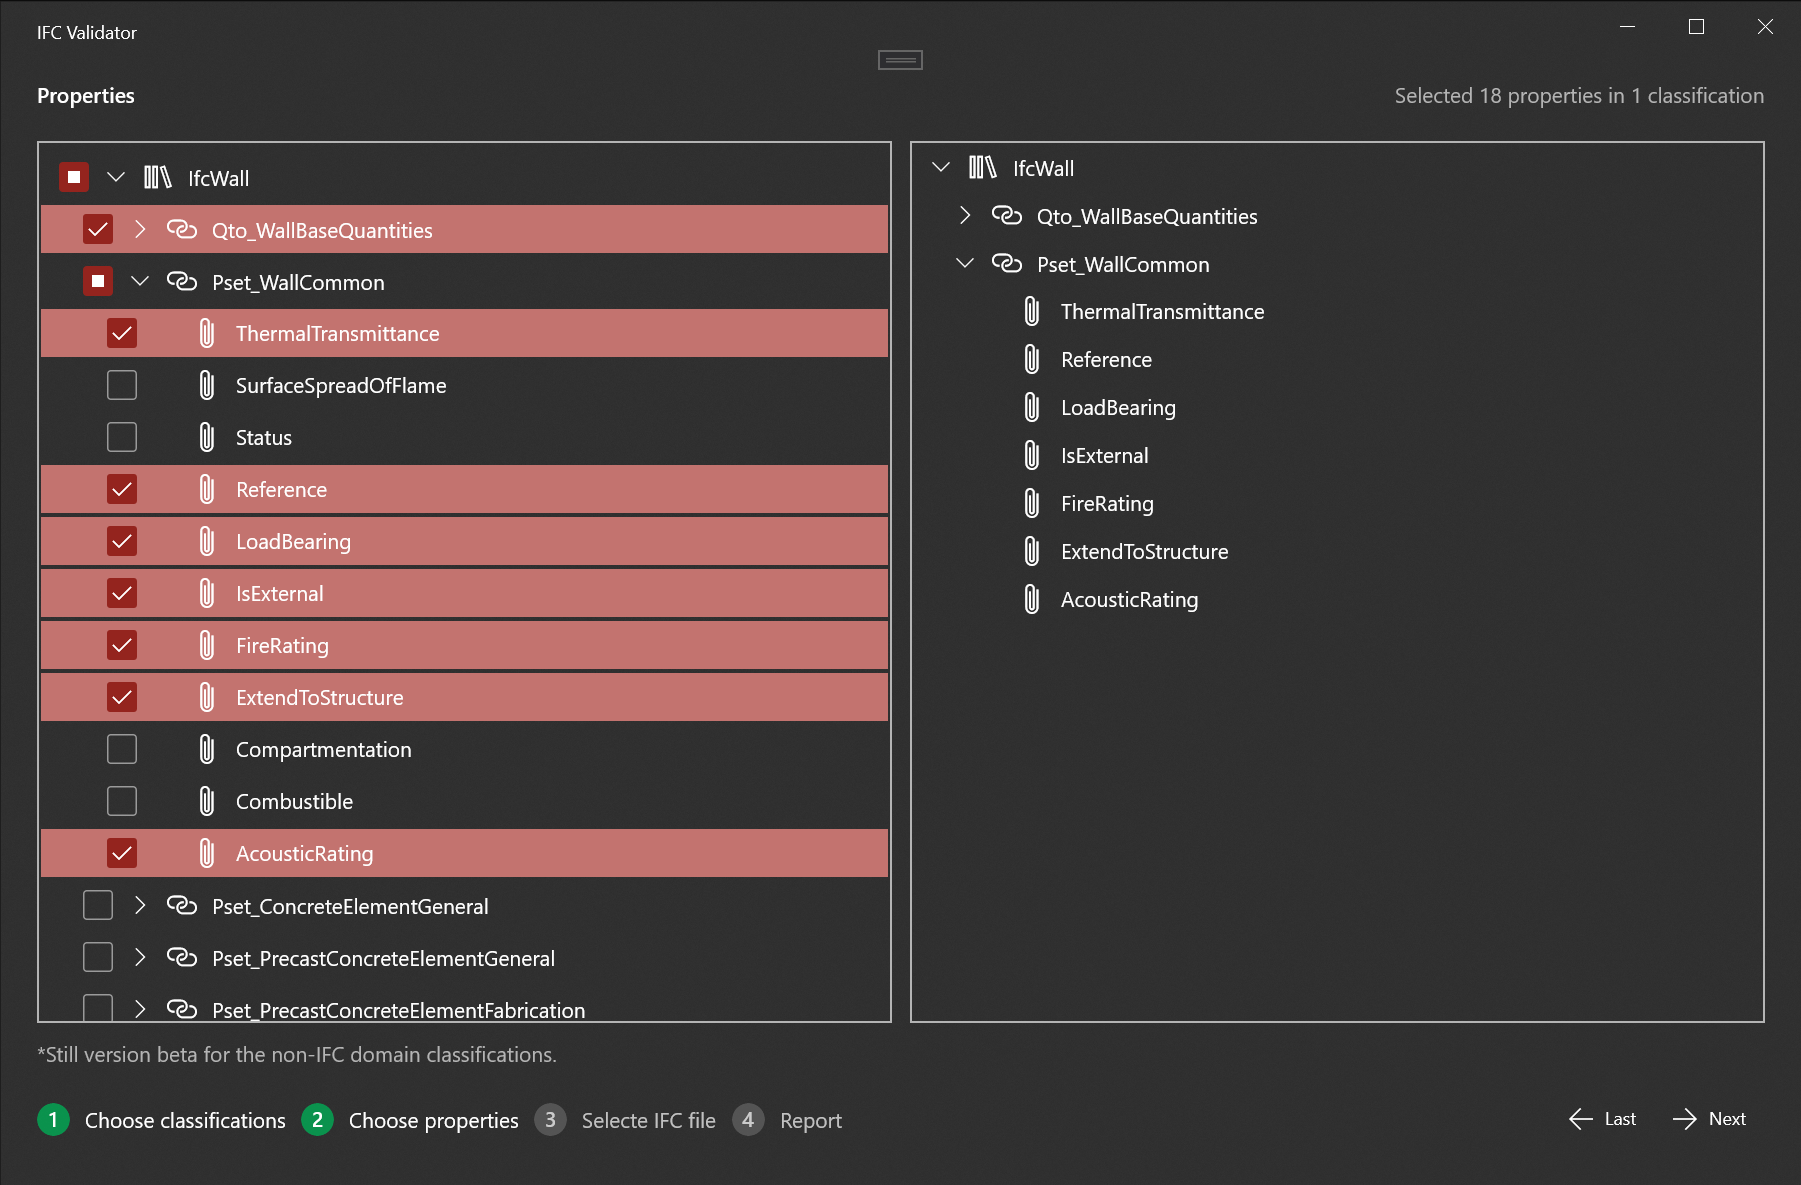 IFC Validator
Properties
Selected 18 properties in 1 classification
IfcWall
Qto_WallBaseQuantities
Pset_WallCommon
ThermalTransmittance
SurfaceSpreadOfFlame
Status
Reference
LoadBearing
IsExternal
FireRating
ExtendToStructure
Compartmentation
Combustible
AcousticRating
Pset_ConcreteElementGeneral
Pset_PrecastConcreteElementGeneral
Pset_PrecastConcreteElementFabrication
IfcWall
Qto_WallBaseQuantities
Pset_WallCommon
ThermalTransmittance
Reference
LoadBearing
IsExternal
FireRating
ExtendToStructure
AcousticRating
*Still version beta for the non-IFC domain classifications.
1 Choose classifications 2 Choose properties 3 Selecte IFC file 4 Report
Last Next